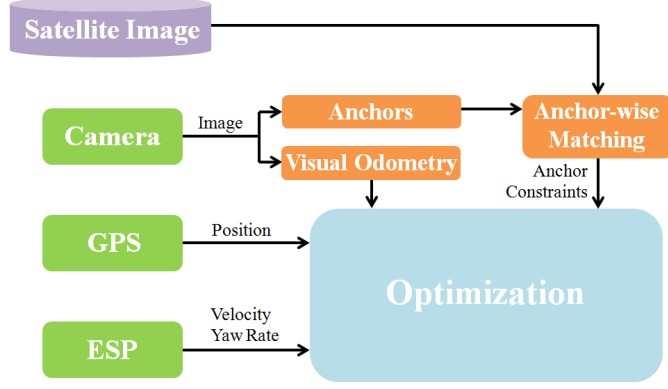 Satellite Image
Camera
Image
Anchors
Visual Odometry
Anchor-wise
Matching
Anchor
Constraints
GPS
Position
Optimization
ESP
Velocity
Yaw Rate